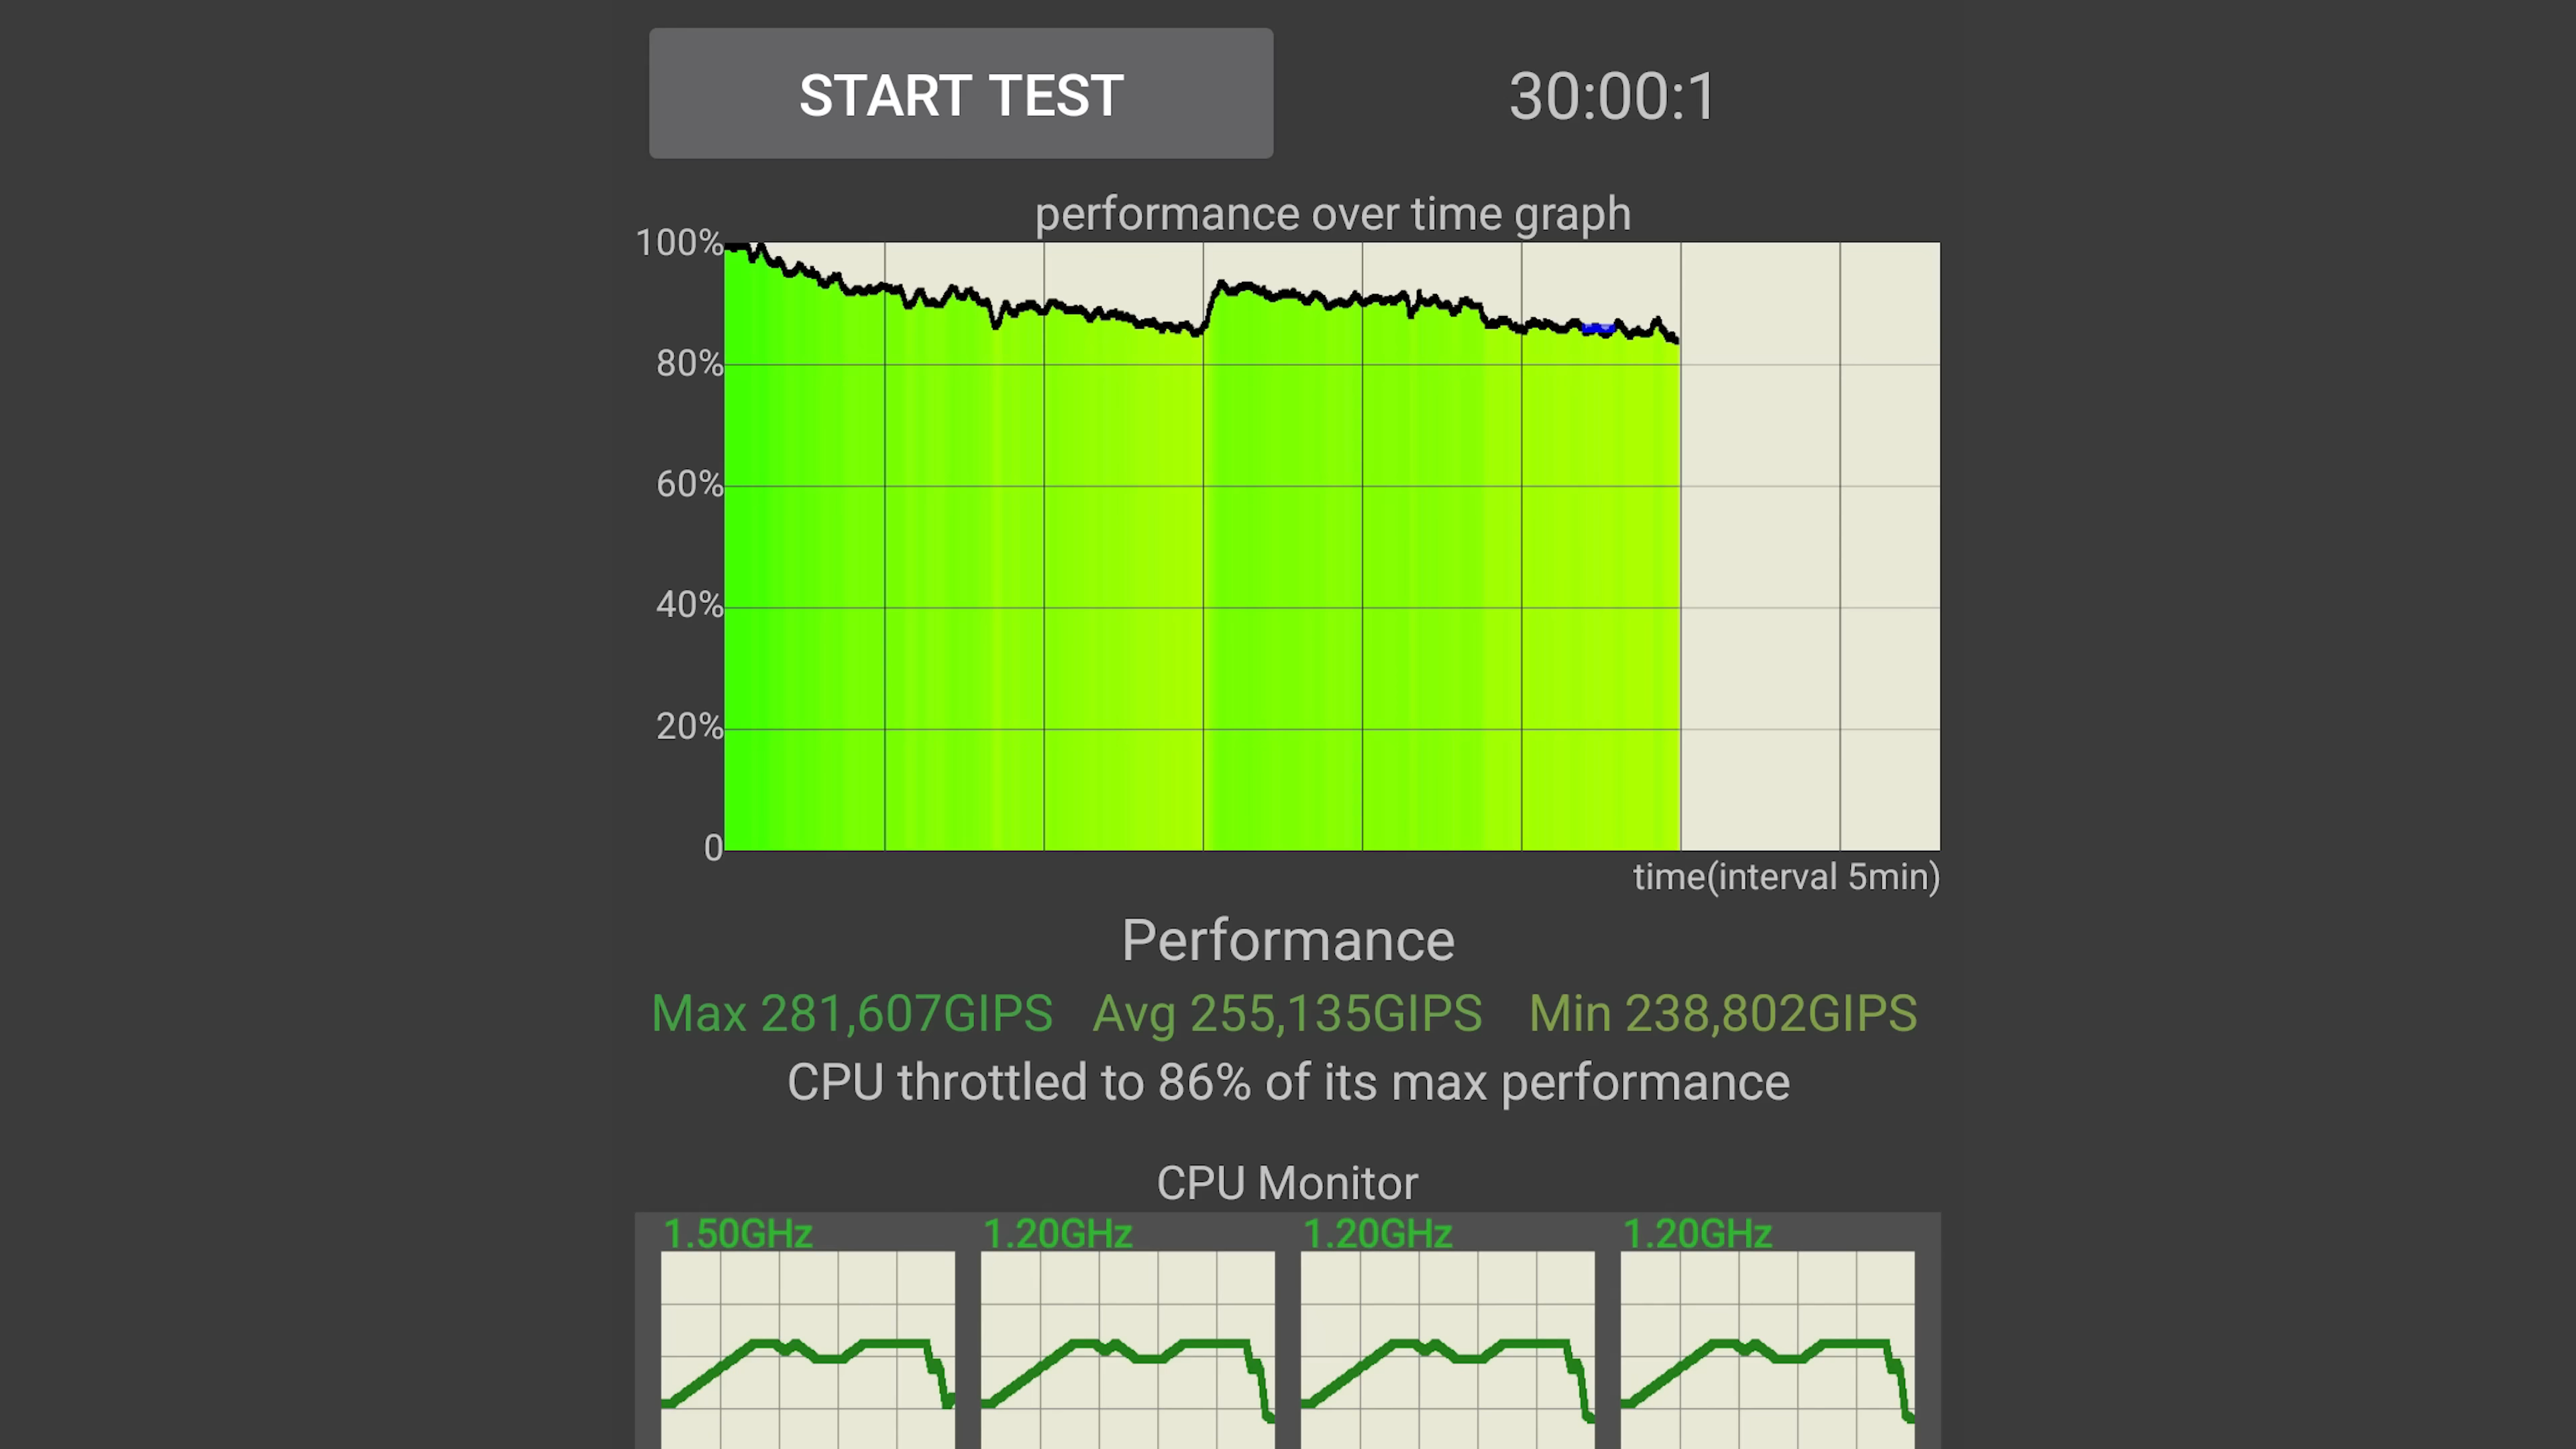 START TEST 30:00:1
performance over time graph
100%
80%
60%
40%
20%
0
time(interval 5min)
Performance
Max 281,607GIPS Avg 255,135GIPS Min 238,802GIPS
CPU throttled to 86% of its max performance
CPU Monitor
1.50GHz 1.20GHz 1.20GHz 1.20GHz